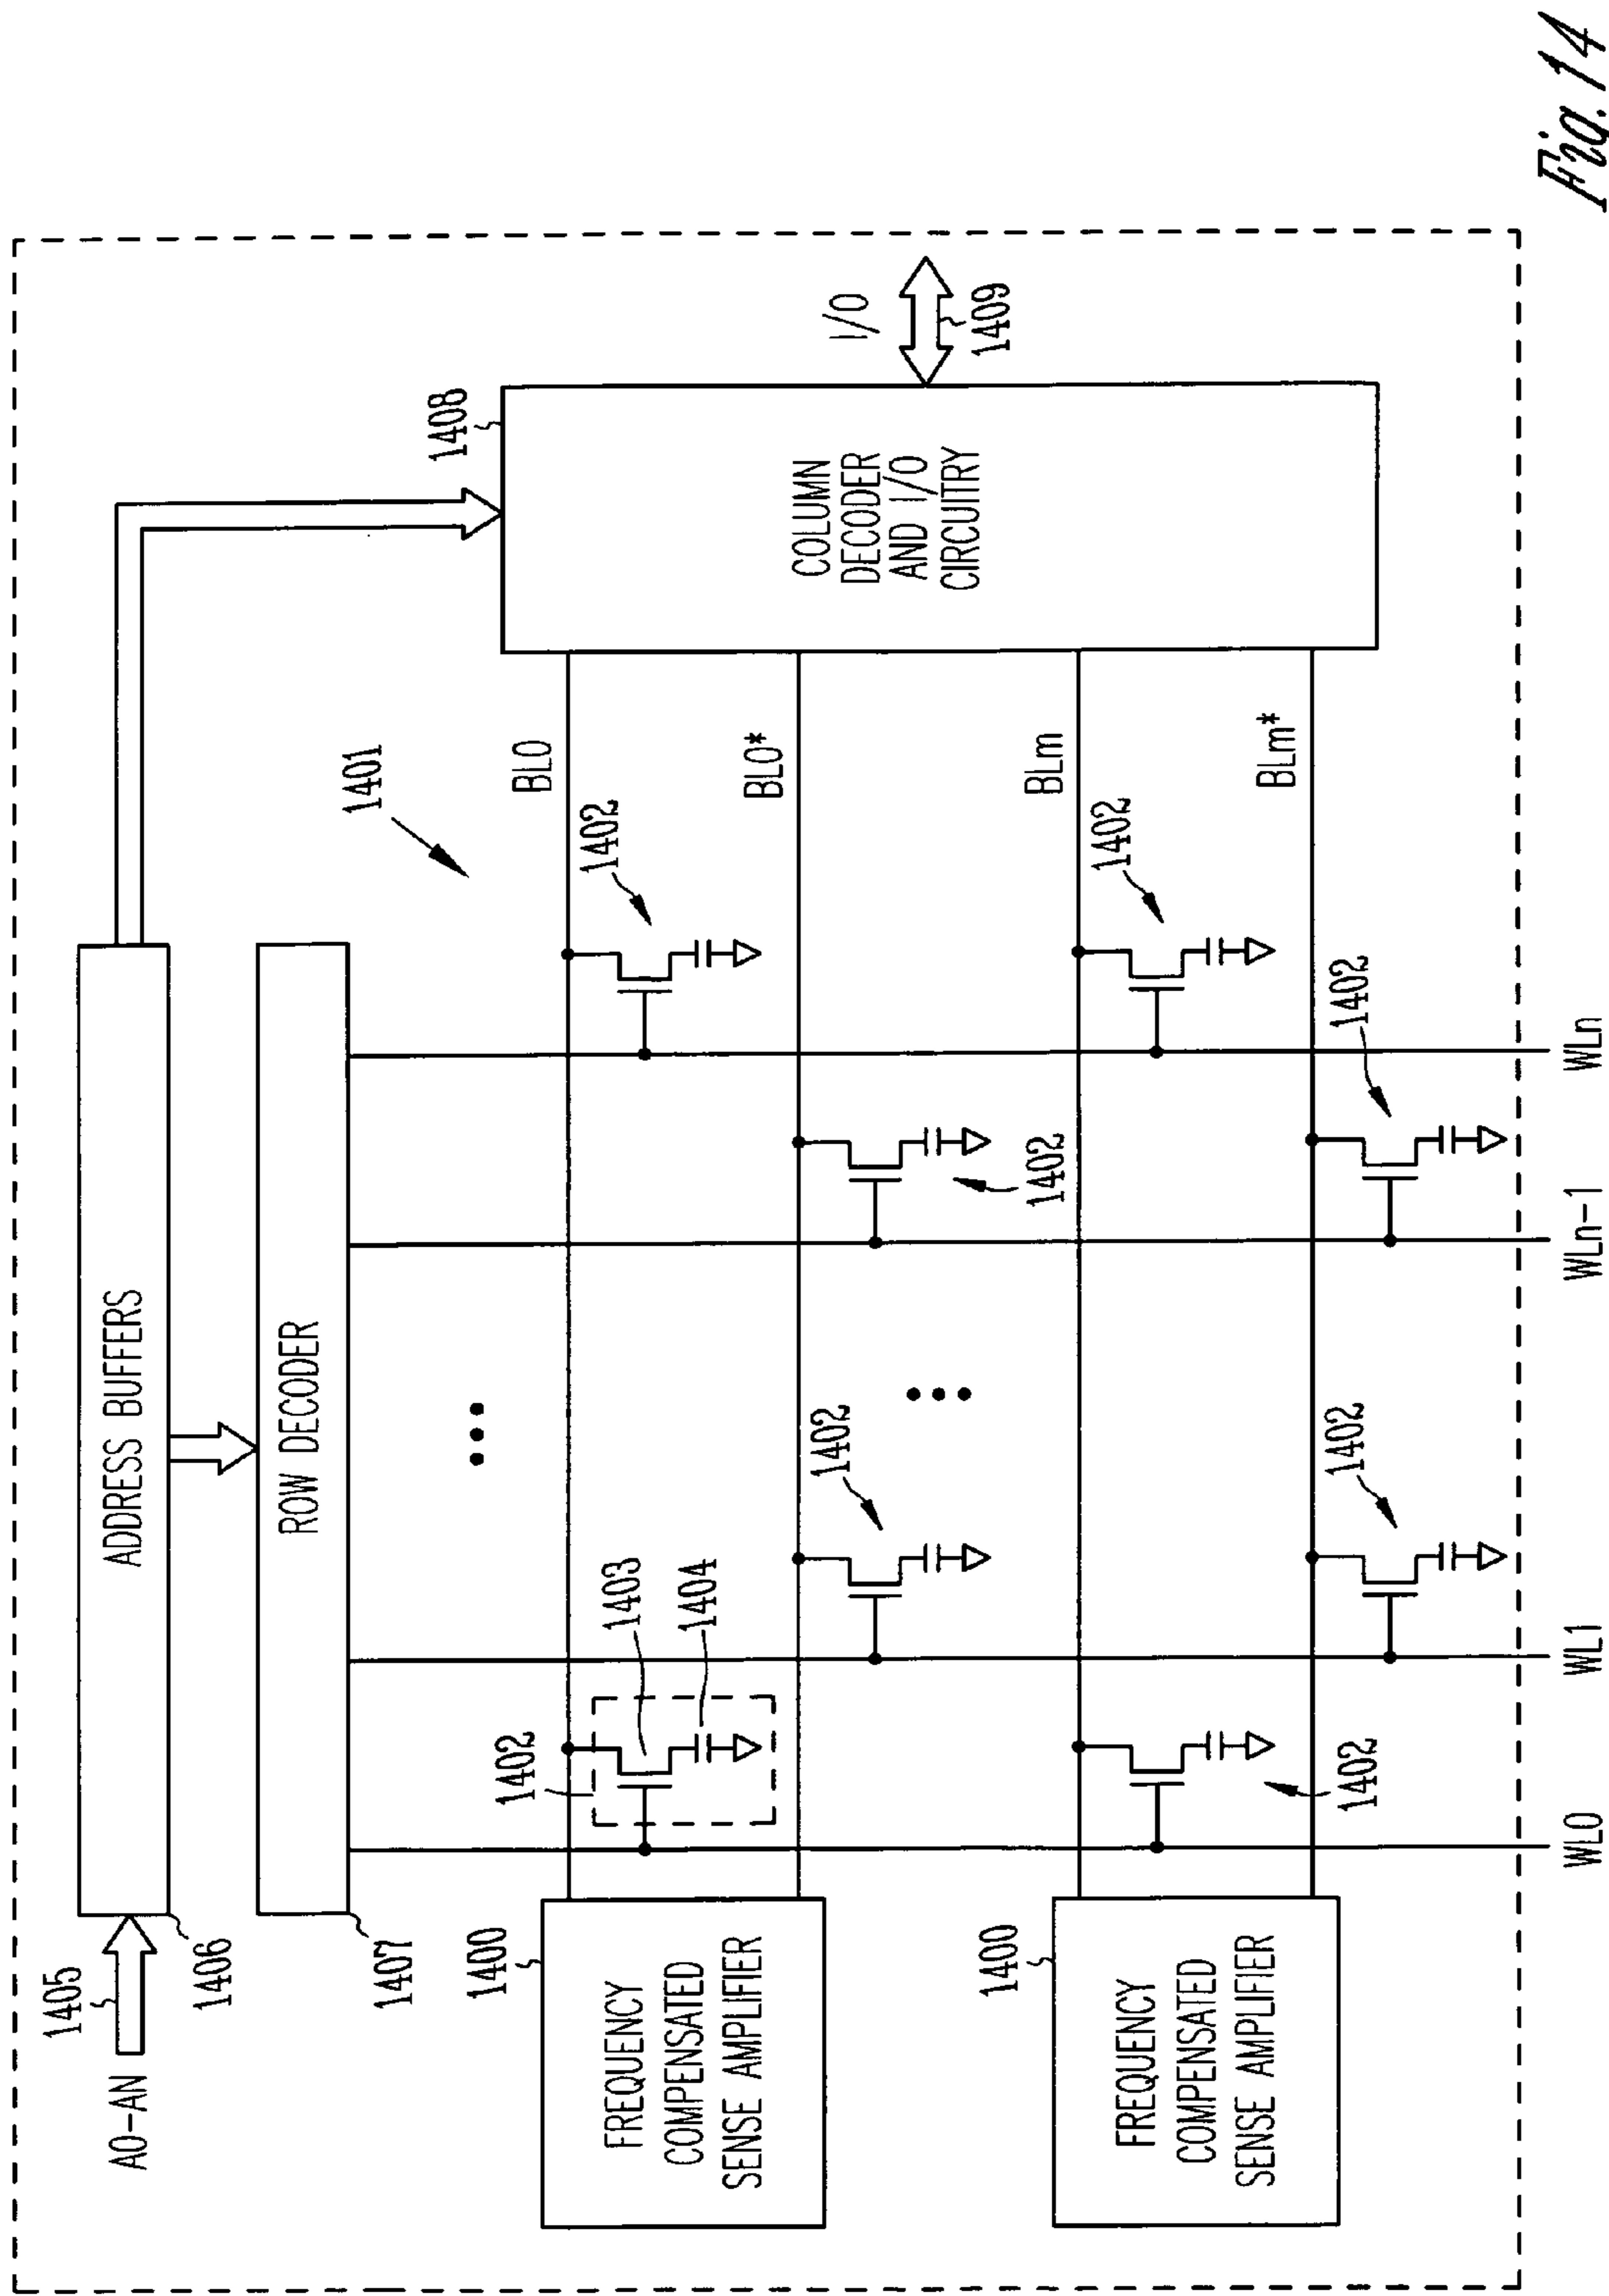 A0-AN
1405
1406
ADDRESS BUFFERS
1407
ROW DECODER
1401
1408
COLUMN
DECODER
AND I/O
CIRCUITRY
I/O
1409
1400
FREQUENCY
COMPENSATED
SENSE AMPLIFIER
1402
1403
1404
BL0
1402
1402
1402
BL0*
1400
FREQUENCY
COMPENSATED
SENSE AMPLIFIER
1402
BLm
1402
1402
1402
BLm*
WL0
WL1
WLn-1
WLn
Fig. 14